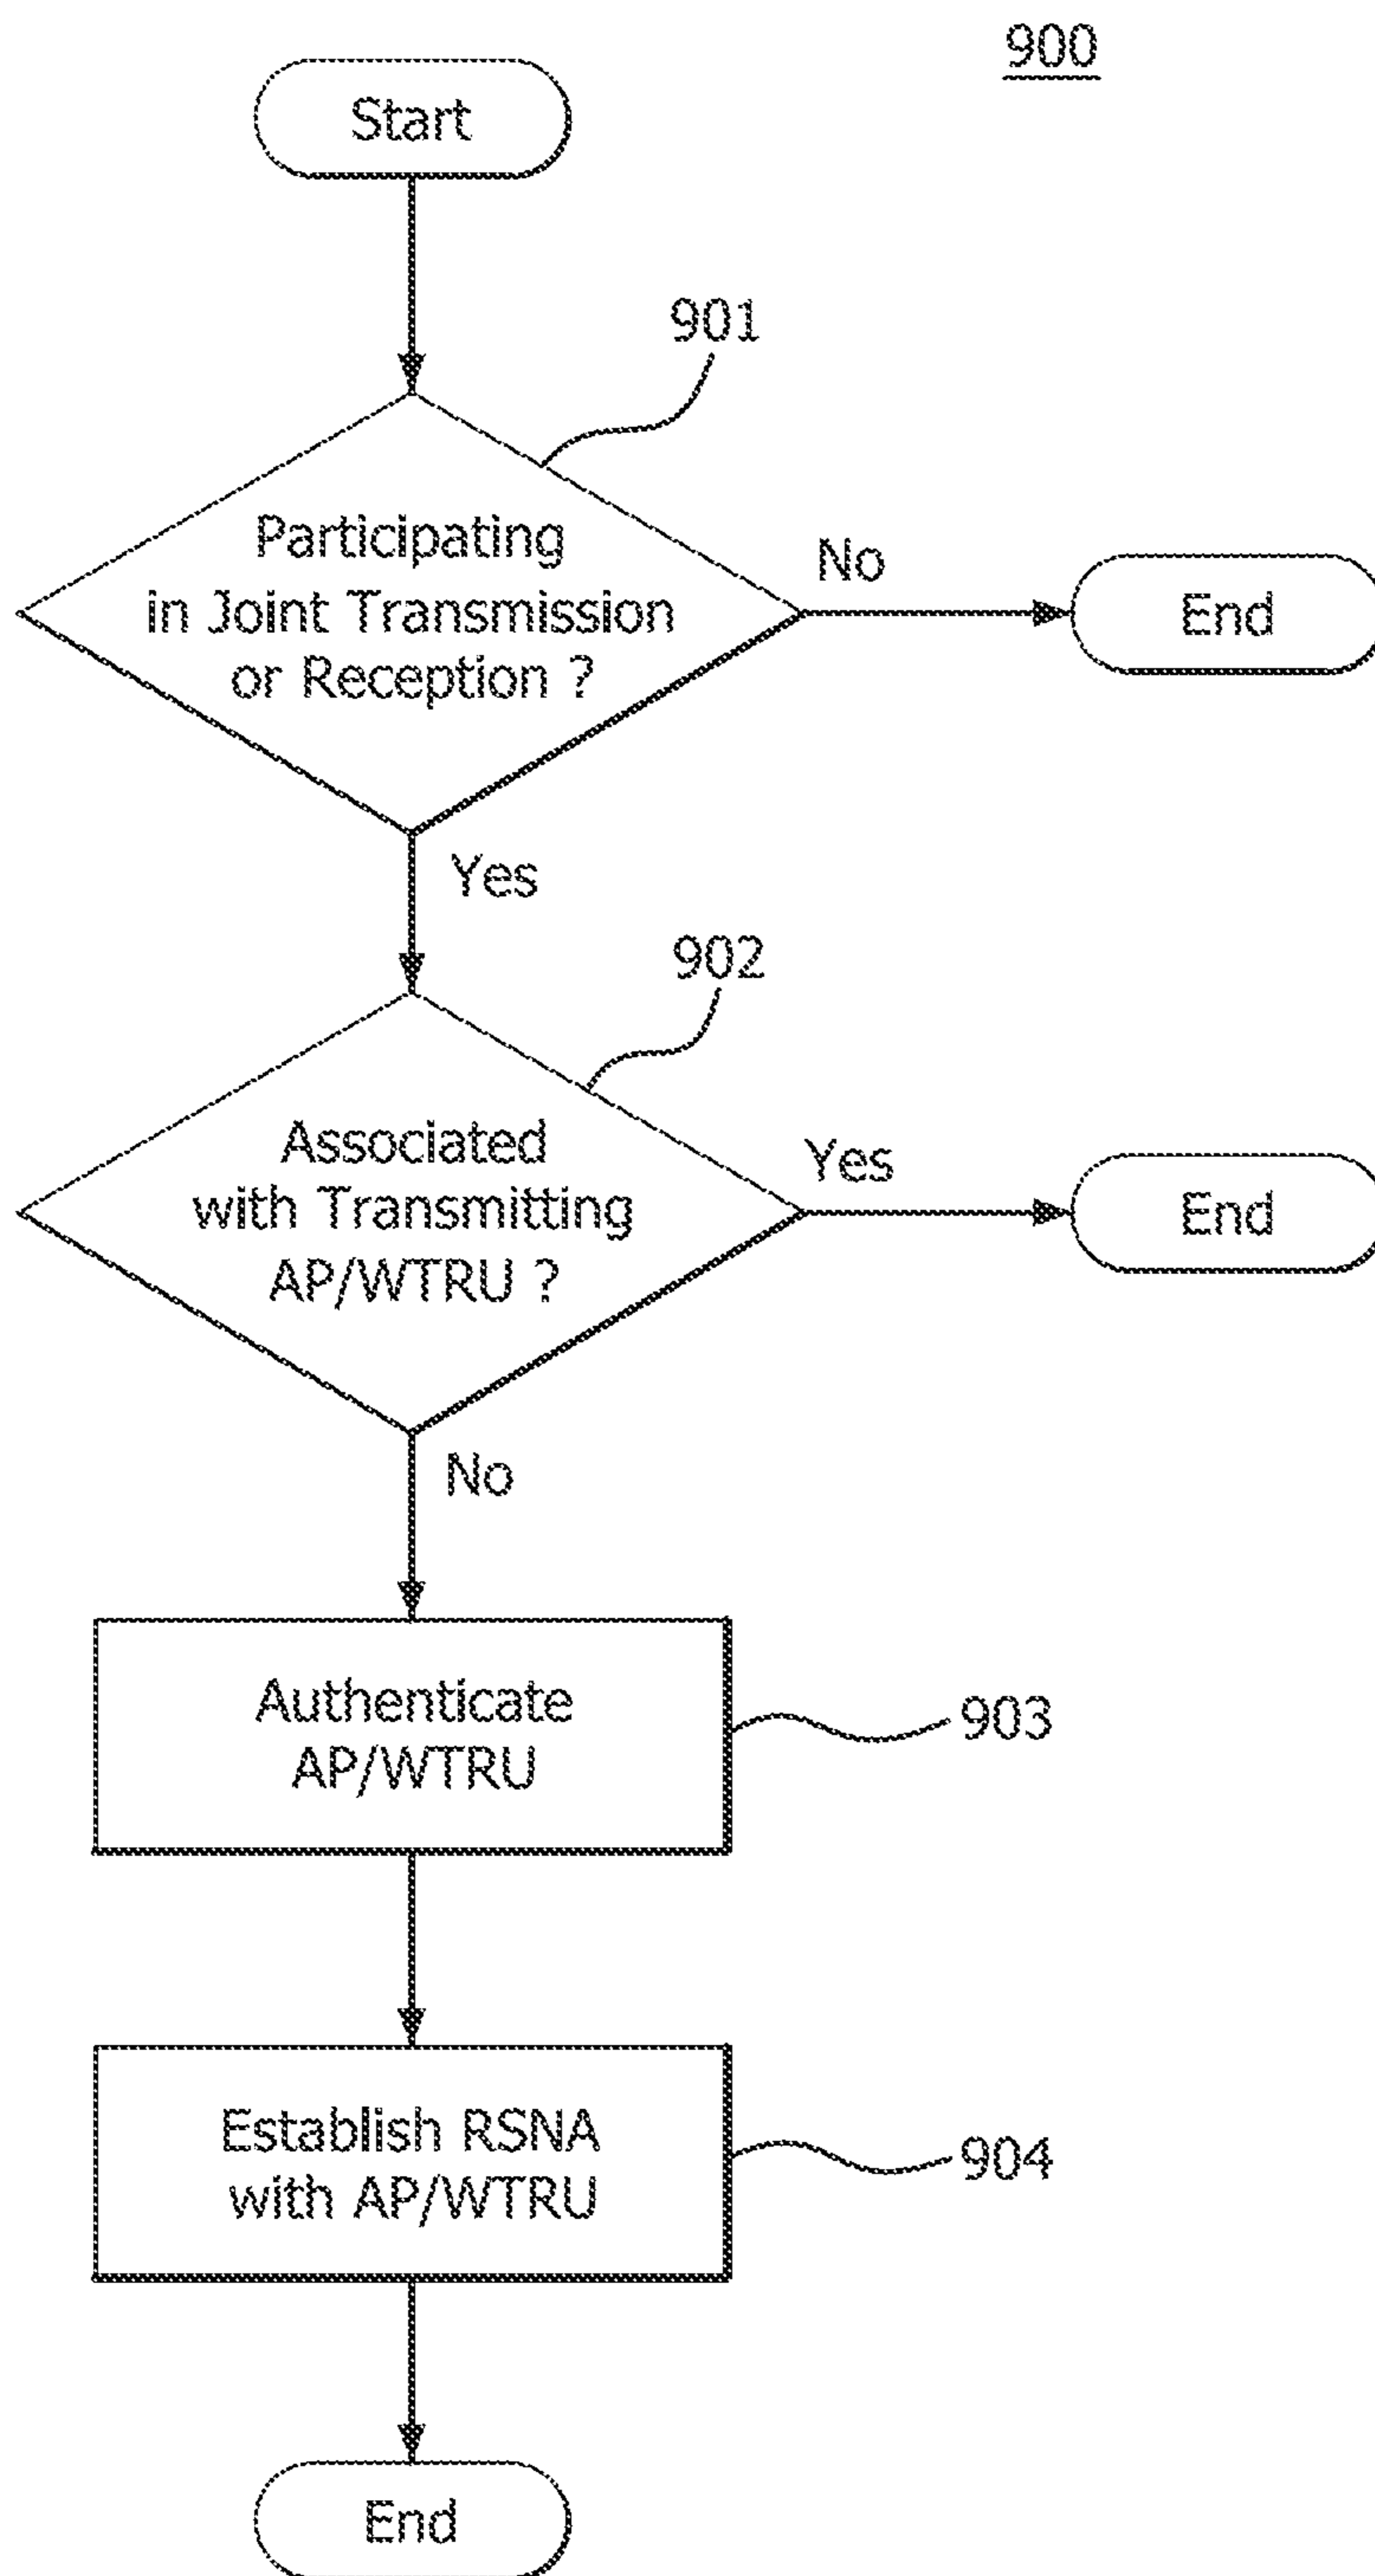 900
Start
901
Participating
in Joint Transmission
or Reception ?
No
End
Yes
902
Associated
with Transmitting
AP/WTRU ?
Yes
End
No
Authenticate
AP/WTRU
903
Establish RSNA
with AP/WTRU
904
End